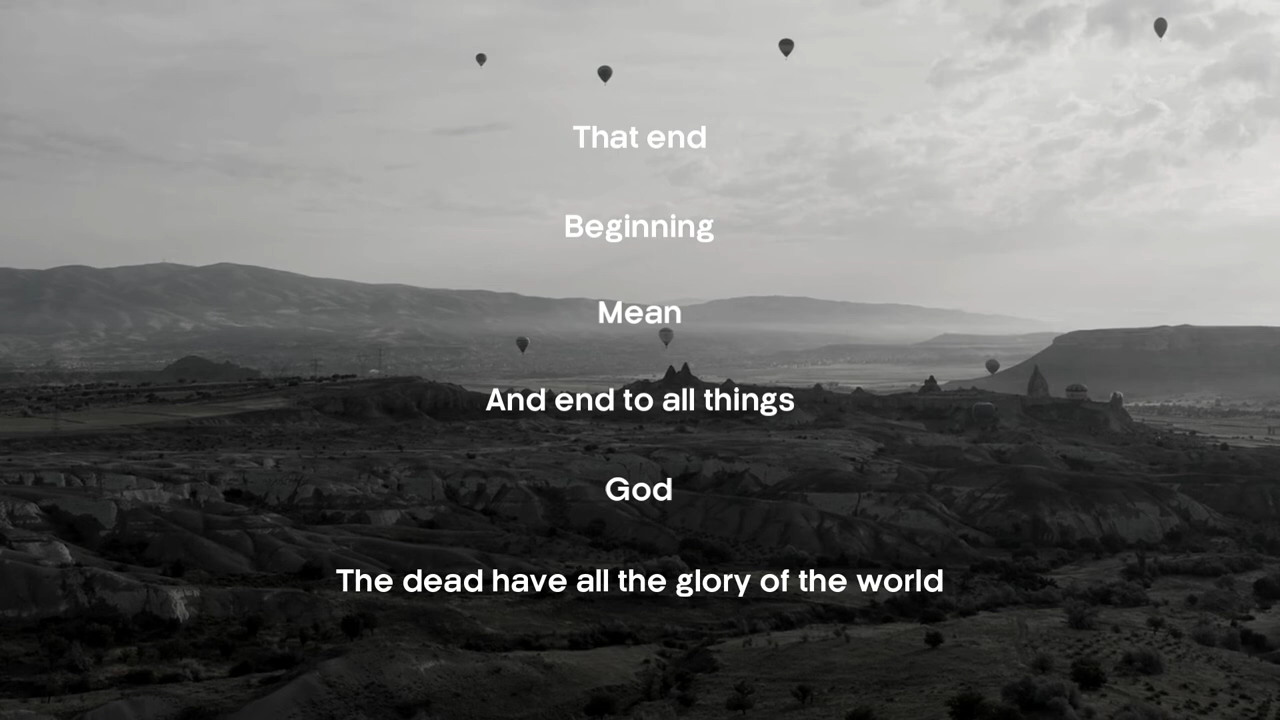 That end
Beginning
Mean
And end to all things
God
The dead have all the glory of the world